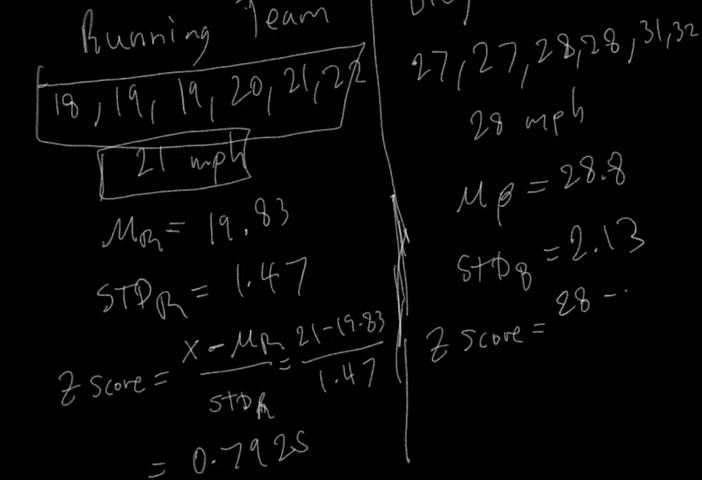 Running Team
18, 19, 19, 20, 21, 22
21 mph
μR = 19.83
STDR = 1.47
Z Score = X - μR / STDR = 21-19.83 / 1.47
= 0.7925
27, 27, 28, 28, 31, 32
28 mph
μB = 28.8
STDB = 2.13
Z Score = 28 -